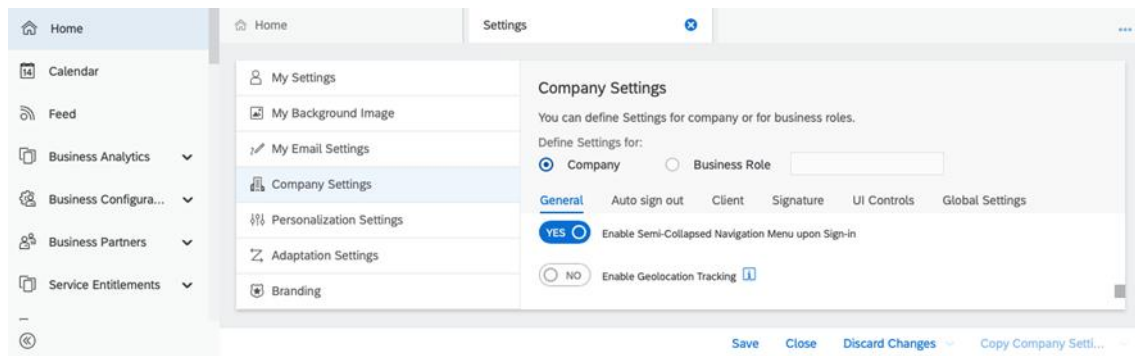 Home
Calendar
Feed
Business Analytics
Business Configura...
Business Partners
Service Entitlements
Home
Settings
My Settings
My Background Image
My Email Settings
Company Settings
Personalization Settings
Adaptation Settings
Branding
Company Settings
You can define Settings for company or for business roles.
Define Settings for:
Company Business Role
General Auto sign out Client Signature UI Controls Global Settings
YES Enable Semi-Collapsed Navigation Menu upon Sign-in
NO Enable Geolocation Tracking
Save Close Discard Changes Copy Company Setti...